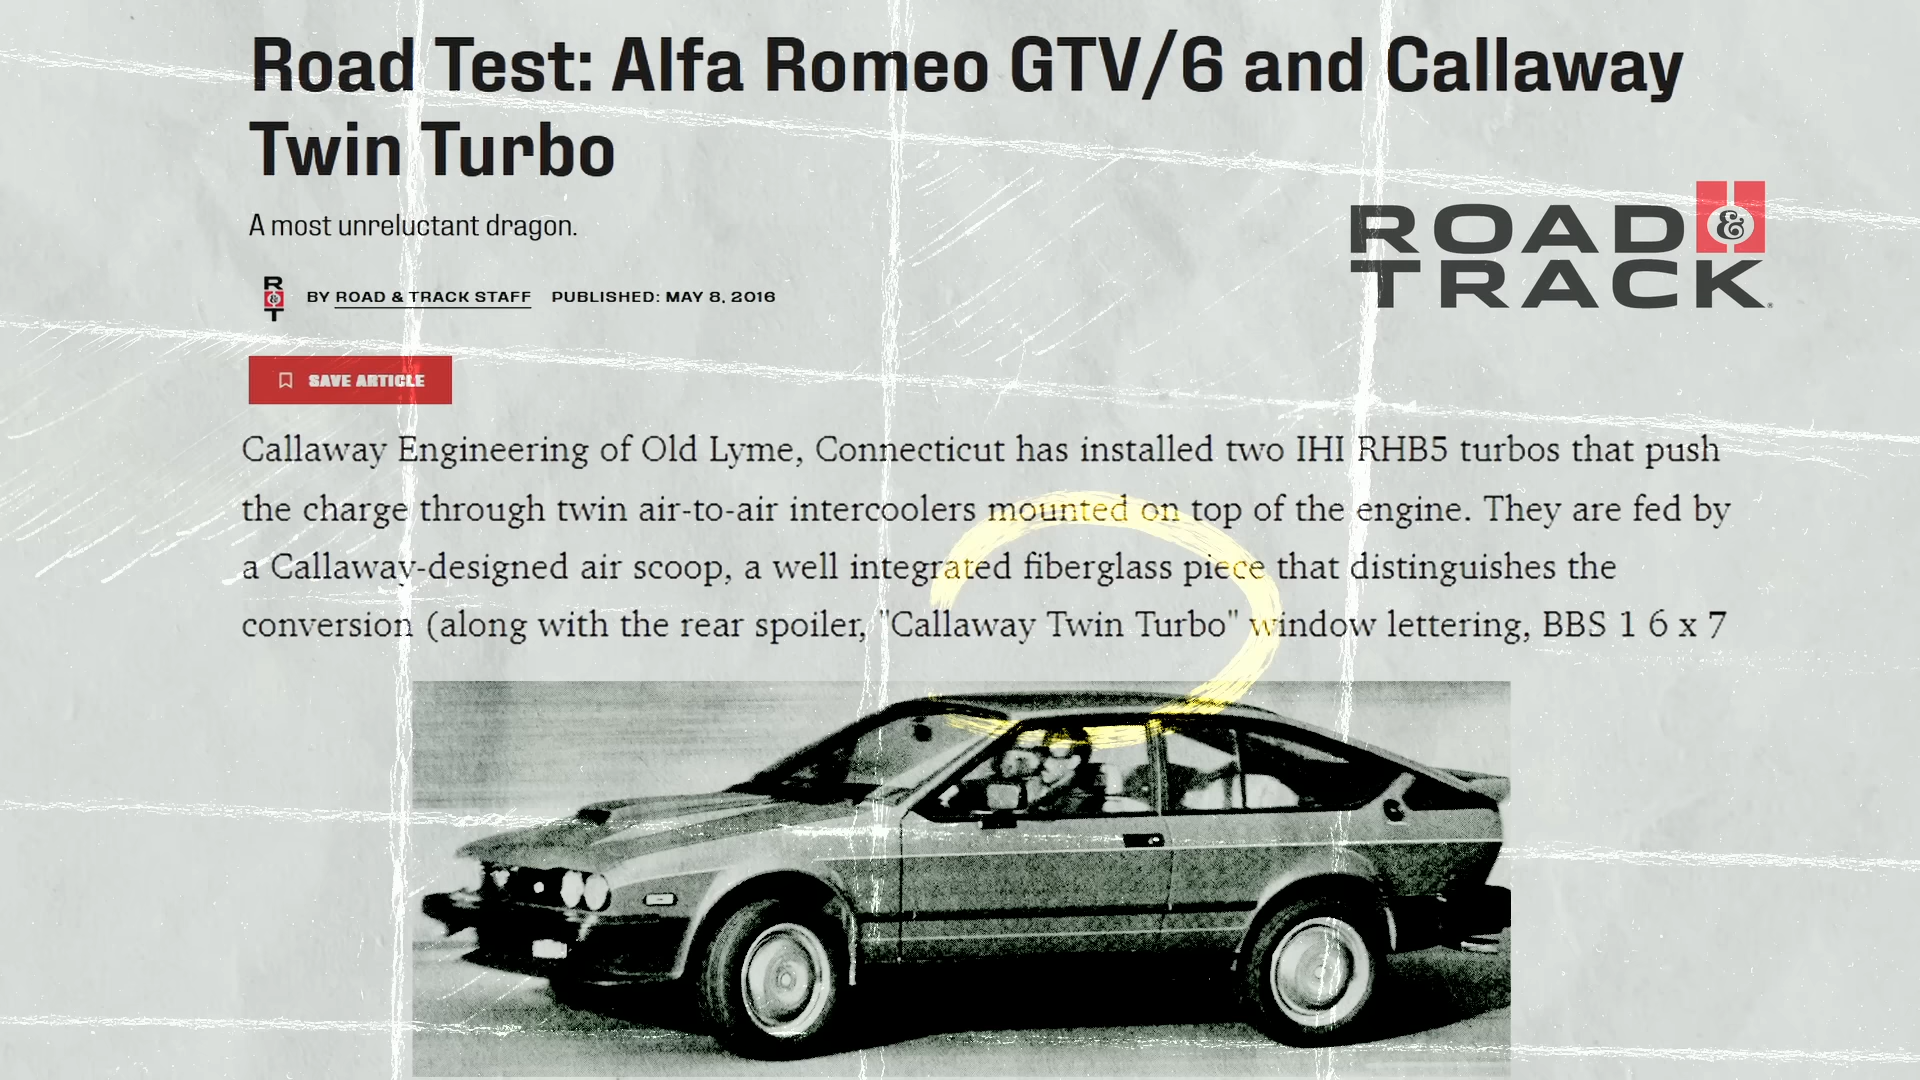 Road Test: Alfa Romeo GTV/6 and Callaway
Twin Turbo
A most unreluctant dragon.
ROAD & TRACK
R & T
BY ROAD & TRACK STAFF PUBLISHED: MAY 8, 2016
SAVE ARTICLE
Callaway Engineering of Old Lyme, Connecticut has installed two IHI RHB5 turbos that push
the charge through twin air-to-air intercoolers mounted on top of the engine. They are fed by
a Callaway-designed air scoop, a well integrated fiberglass piece that distinguishes the
conversion (along with the rear spoiler, "Callaway Twin Turbo" window lettering, BBS 1 6 x 7